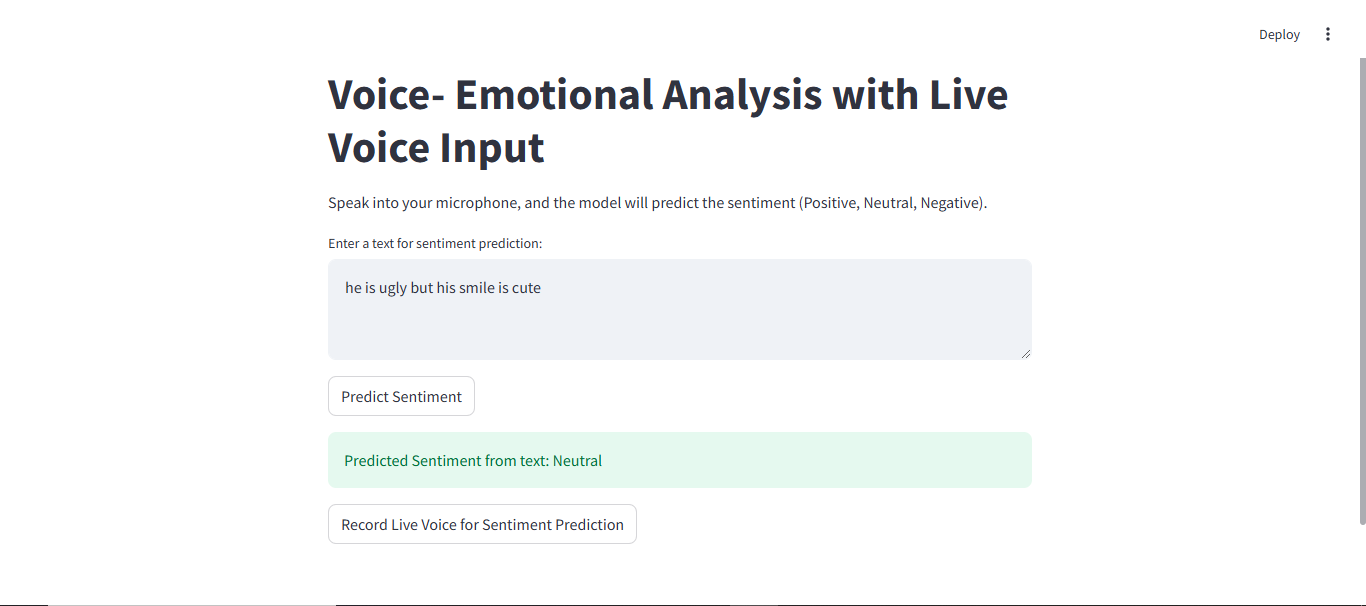 Deploy
Voice- Emotional Analysis with Live
Voice Input
Speak into your microphone, and the model will predict the sentiment (Positive, Neutral, Negative).
Enter a text for sentiment prediction:
he is ugly but his smile is cute
Predict Sentiment
Predicted Sentiment from text: Neutral
Record Live Voice for Sentiment Prediction